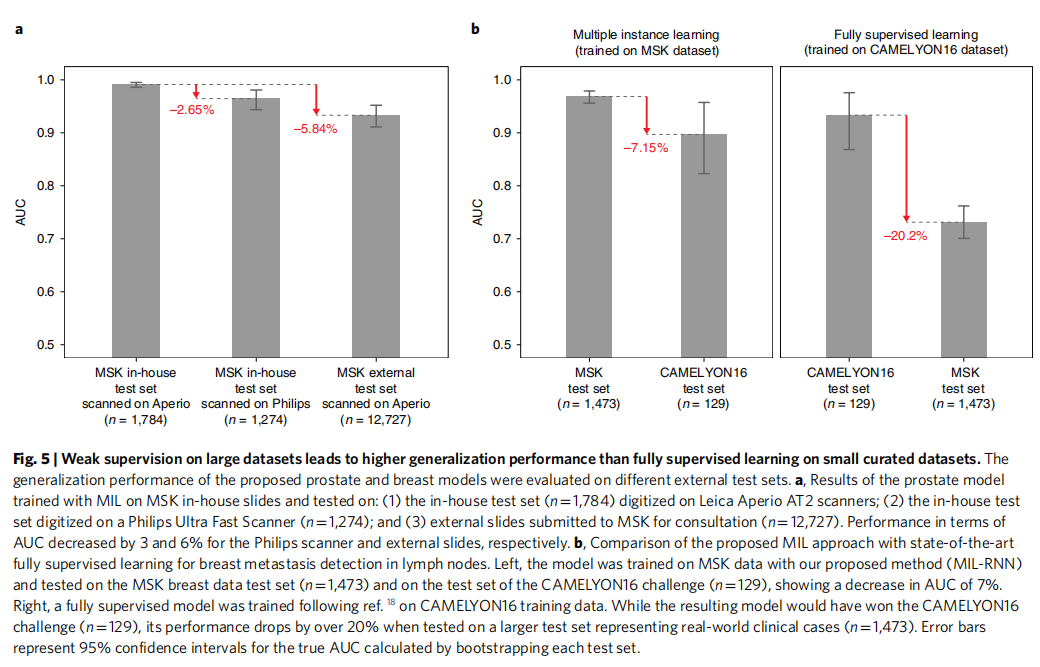 a
AUC
1.0
0.9
0.8
0.7
0.6
0.5
–2.65%
–5.84%
MSK in-house
test set
scanned on Aperio
(n = 1,784)
MSK in-house
test set
scanned on Philips
(n = 1,274)
MSK external
test set
scanned on Aperio
(n = 12,727)
b
Multiple instance learning
(trained on MSK dataset)
Fully supervised learning
(trained on CAMELYON16 dataset)
AUC
1.0
0.9
0.8
0.7
0.6
0.5
–7.15%
–20.2%
MSK
test set
(n = 1,473)
CAMELYON16
test set
(n = 129)
CAMELYON16
test set
(n = 129)
MSK
test set
(n = 1,473)
Fig. 5 | Weak supervision on large datasets leads to higher generalization performance than fully supervised learning on small curated datasets. The
generalization performance of the proposed prostate and breast models were evaluated on different external test sets. a, Results of the prostate model
trained with MIL on MSK in-house slides and tested on: (1) the in-house test set (n = 1,784) digitized on Leica Aperio AT2 scanners; (2) the in-house test
set digitized on a Philips Ultra Fast Scanner (n = 1,274); and (3) external slides submitted to MSK for consultation (n = 12,727). Performance in terms of
AUC decreased by 3 and 6% for the Philips scanner and external slides, respectively. b, Comparison of the proposed MIL approach with state-of-the-art
fully supervised learning for breast metastasis detection in lymph nodes. Left, the model was trained on MSK data with our proposed method (MIL-RNN)
and tested on the MSK breast data test set (n = 1,473) and on the test set of the CAMELYON16 challenge (n = 129), showing a decrease in AUC of 7%.
Right, a fully supervised model was trained following ref. 18 on CAMELYON16 training data. While the resulting model would have won the CAMELYON16
challenge (n = 129), its performance drops by over 20% when tested on a larger test set representing real-world clinical cases (n = 1,473). Error bars
represent 95% confidence intervals for the true AUC calculated by bootstrapping each test set.